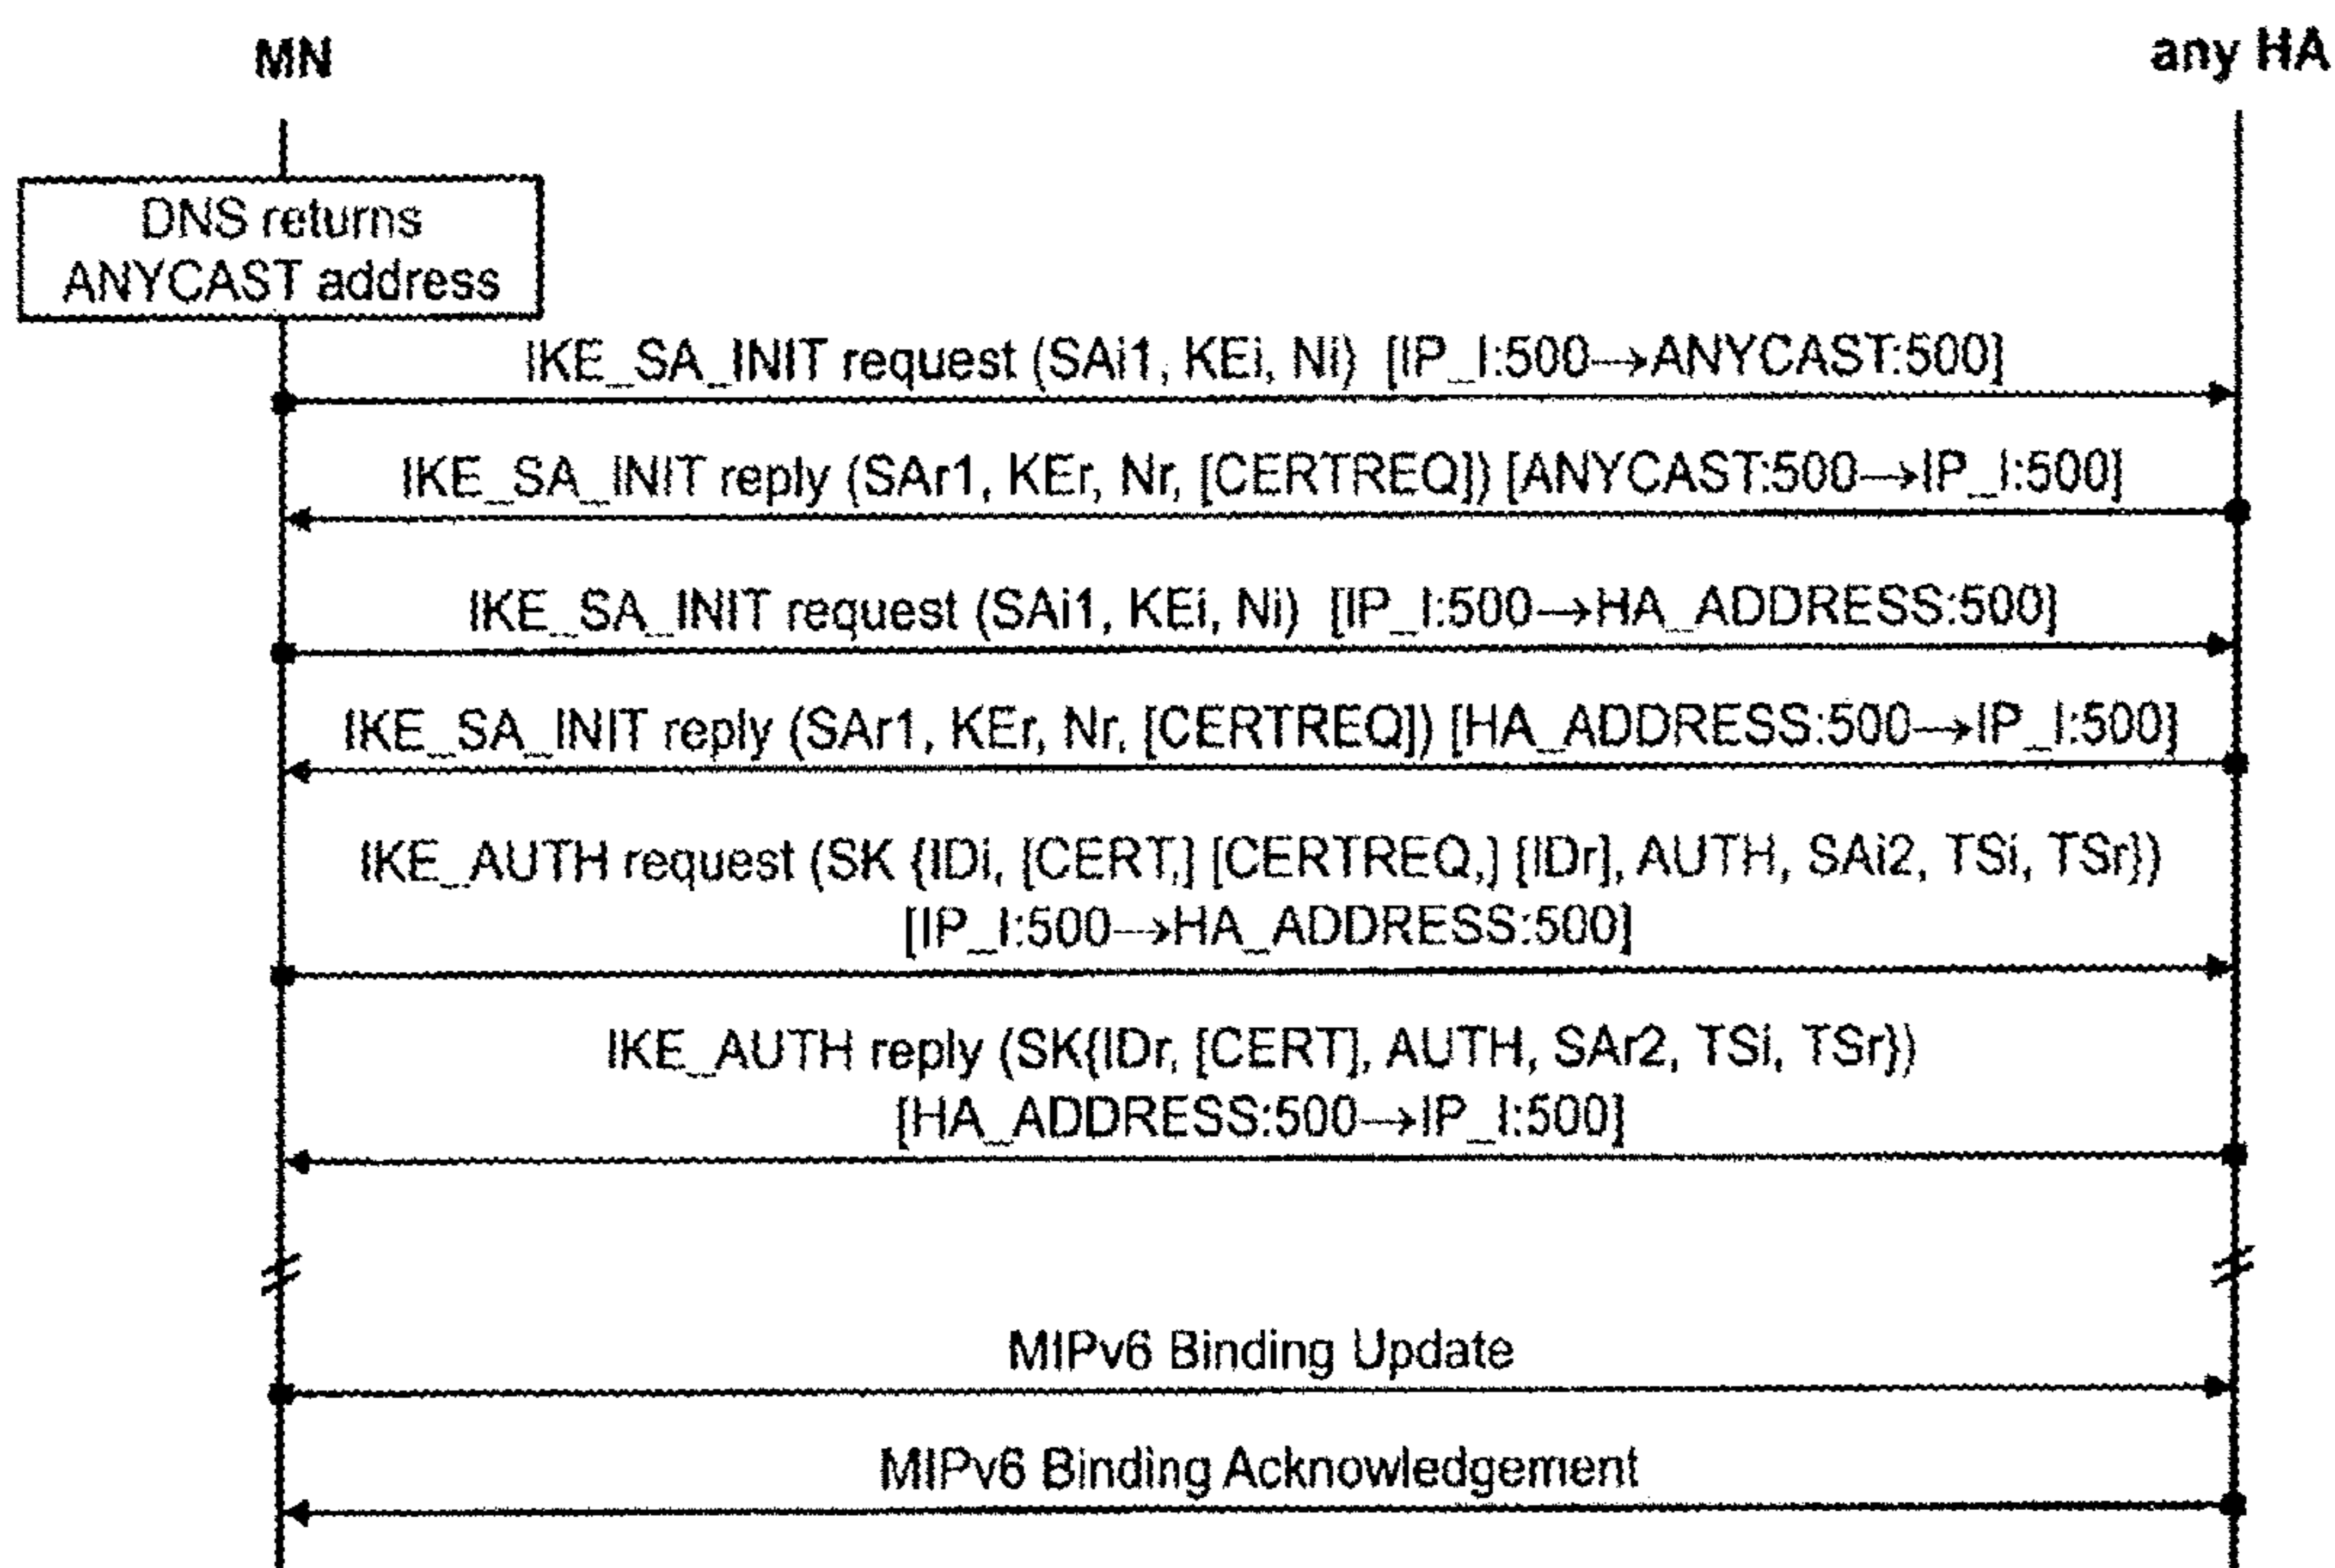 MN
any HA
DNS returns
ANYCAST address
IKE_SA_INIT request (SAi1, KEi, Ni) [IP_I:500→ANYCAST:500]
IKE_SA_INIT reply (SAr1, KEr, Nr, [CERTREQ]) [ANYCAST:500→IP_I:500]
IKE_SA_INIT request (SAi1, KEi, Ni) [IP_I:500→HA_ADDRESS:500]
IKE_SA_INIT reply (SAr1, KEr, Nr, [CERTREQ]) [HA_ADDRESS:500→IP_I:500]
IKE_AUTH request (SK {IDi, [CERT,] [CERTREQ,] [IDr], AUTH, SAi2, TSi, TSr})
[IP_I:500→HA_ADDRESS:500]
IKE_AUTH reply (SK{IDr, [CERT], AUTH, SAr2, TSi, TSr})
[HA_ADDRESS:500→IP_I:500]
MIPv6 Binding Update
MIPv6 Binding Acknowledgement